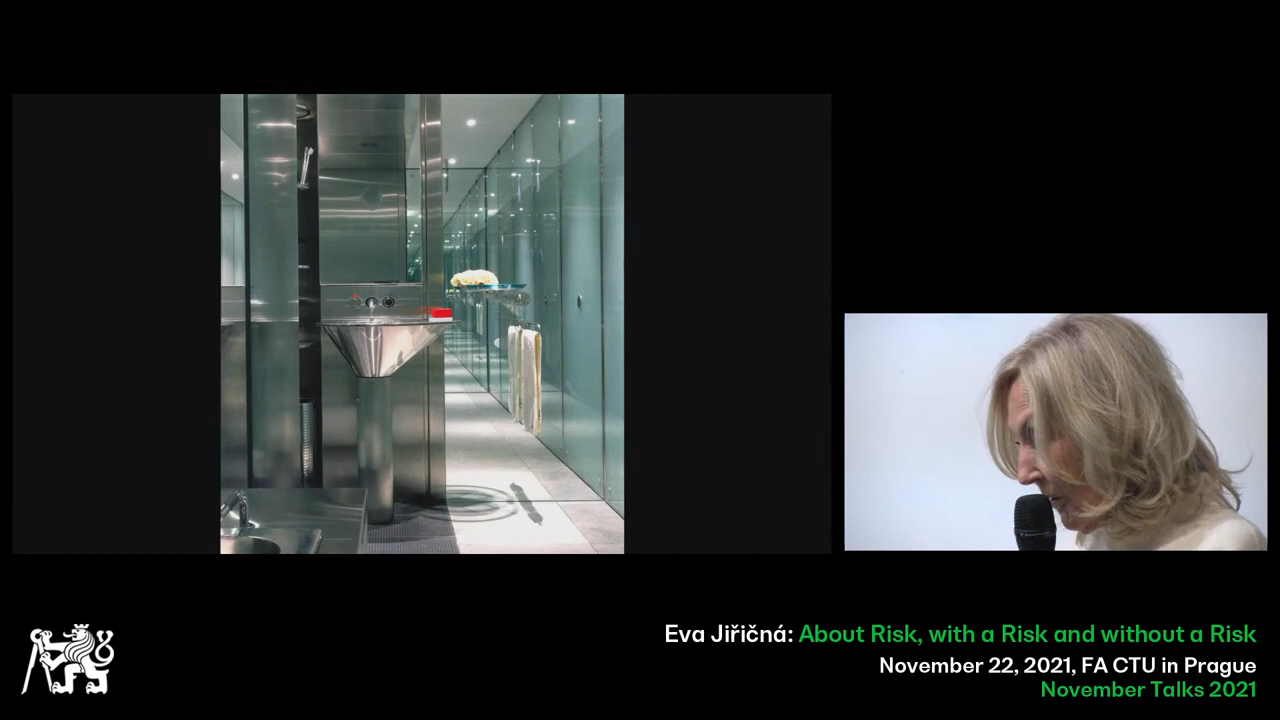 Eva Jiřičná: About Risk, with a Risk and without a Risk
November 22, 2021, FA CTU in Prague
November Talks 2021